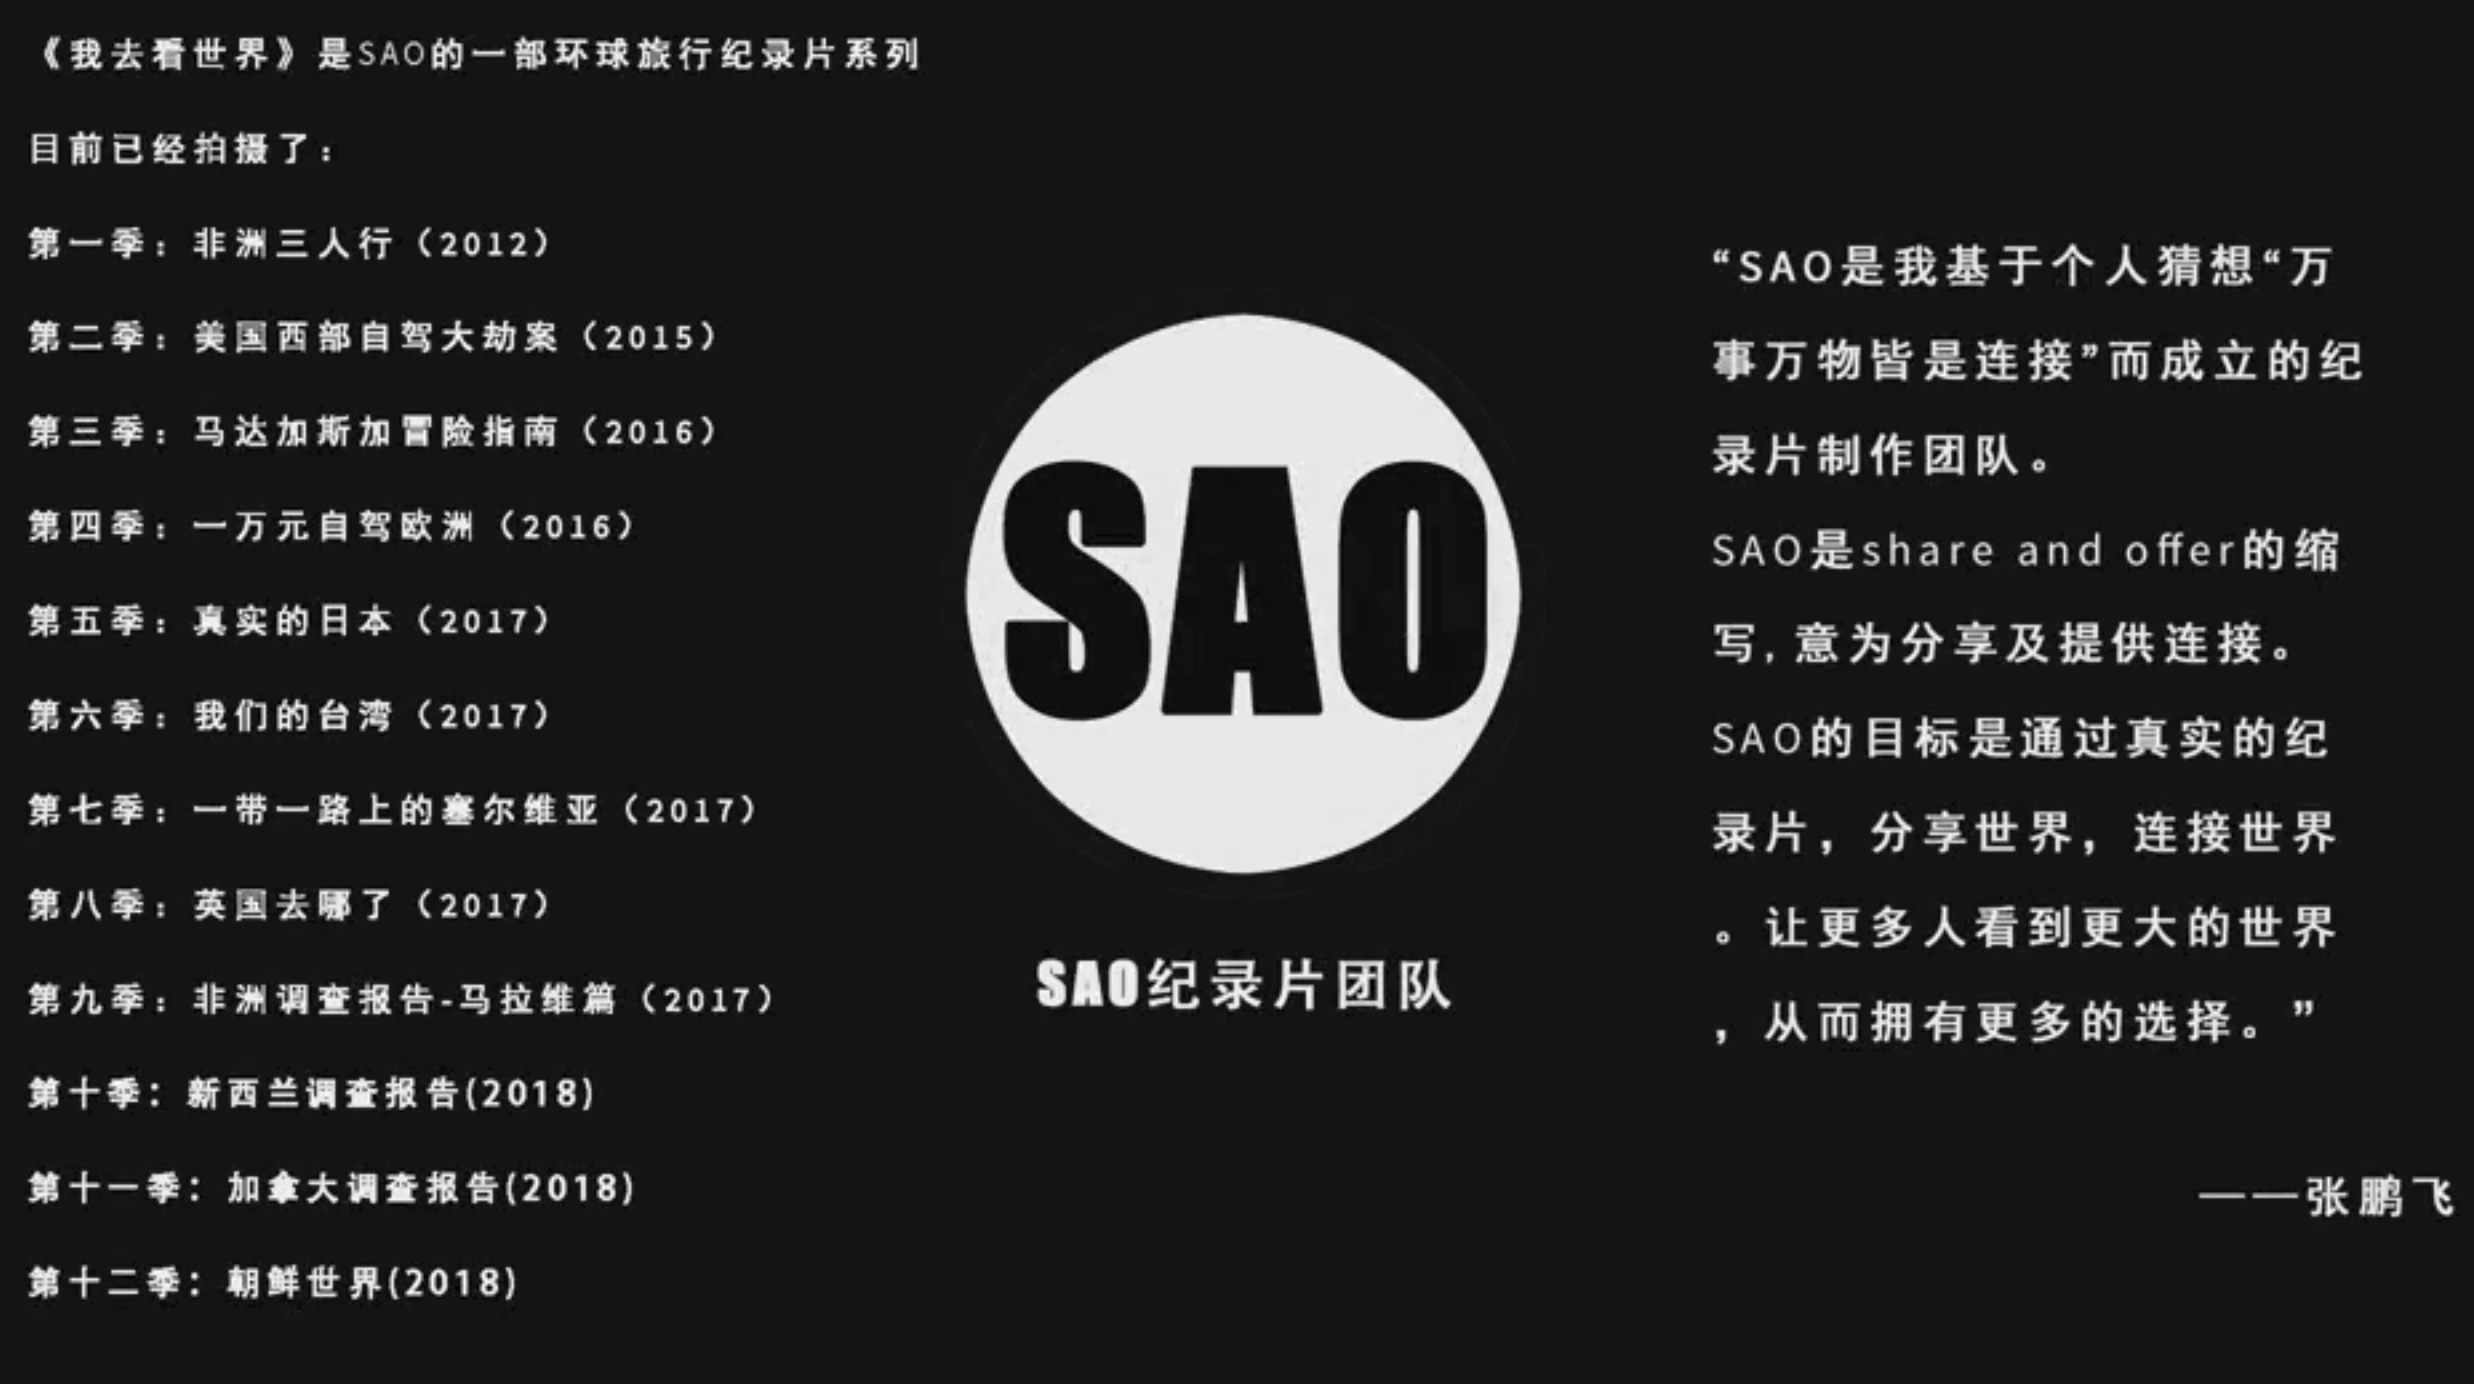 《我去看世界》是SAO的一部环球旅行纪录片系列
目前已经拍摄了：
第一季：非洲三人行（2012）
第二季：美国西部自驾大劫案（2015）
第三季：马达加斯加冒险指南（2016）
第四季：一万元自驾欧洲（2016）
第五季：真实的日本（2017）
第六季：我们的台湾（2017）
第七季：一带一路上的塞尔维亚（2017）
第八季：英国去哪了（2017）
第九季：非洲调查报告-马拉维篇（2017）
第十季：新西兰调查报告(2018)
第十一季：加拿大调查报告(2018)
第十二季：朝鲜世界(2018)
SAO
SAO纪录片团队
“SAO是我基于个人猜想“万
事万物皆是连接”而成立的纪
录片制作团队。
SAO是share and offer的缩
写,意为分享及提供连接。
SAO的目标是通过真实的纪
录片，分享世界，连接世界
。让更多人看到更大的世界
，从而拥有更多的选择。”
——张鹏飞